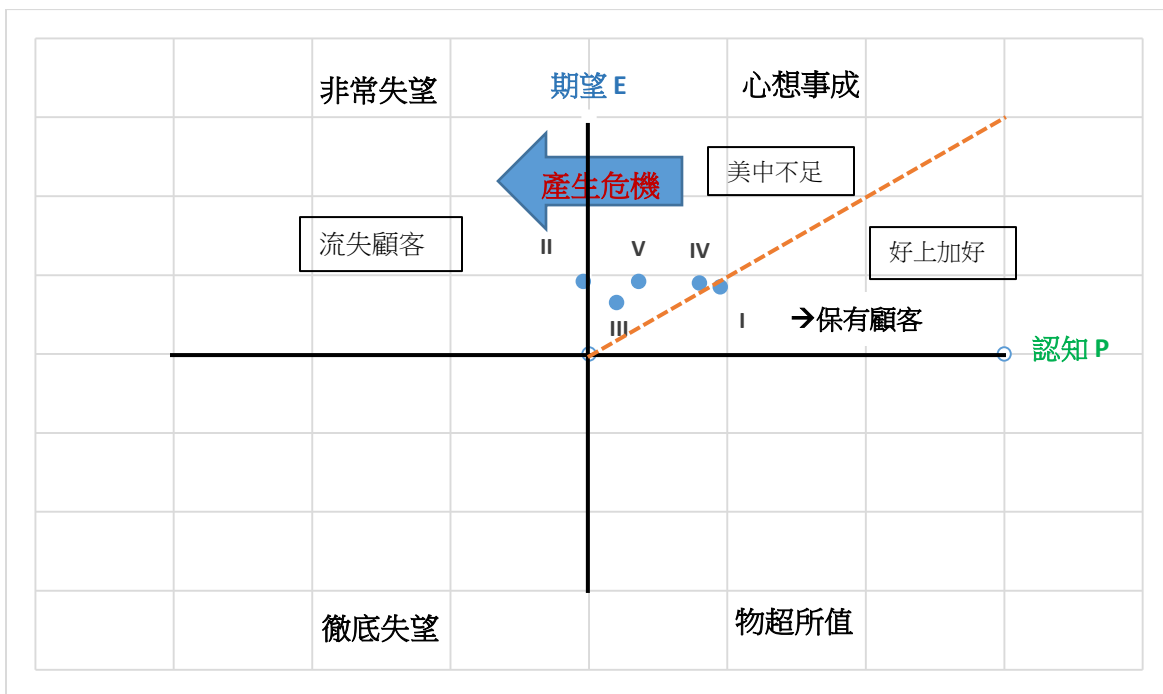 非常失望
期望 E
心想事成
產生危機
美中不足
流失顧客
II
V
IV
好上加好
III
I
→保有顧客
認知 P
徹底失望
物超所值